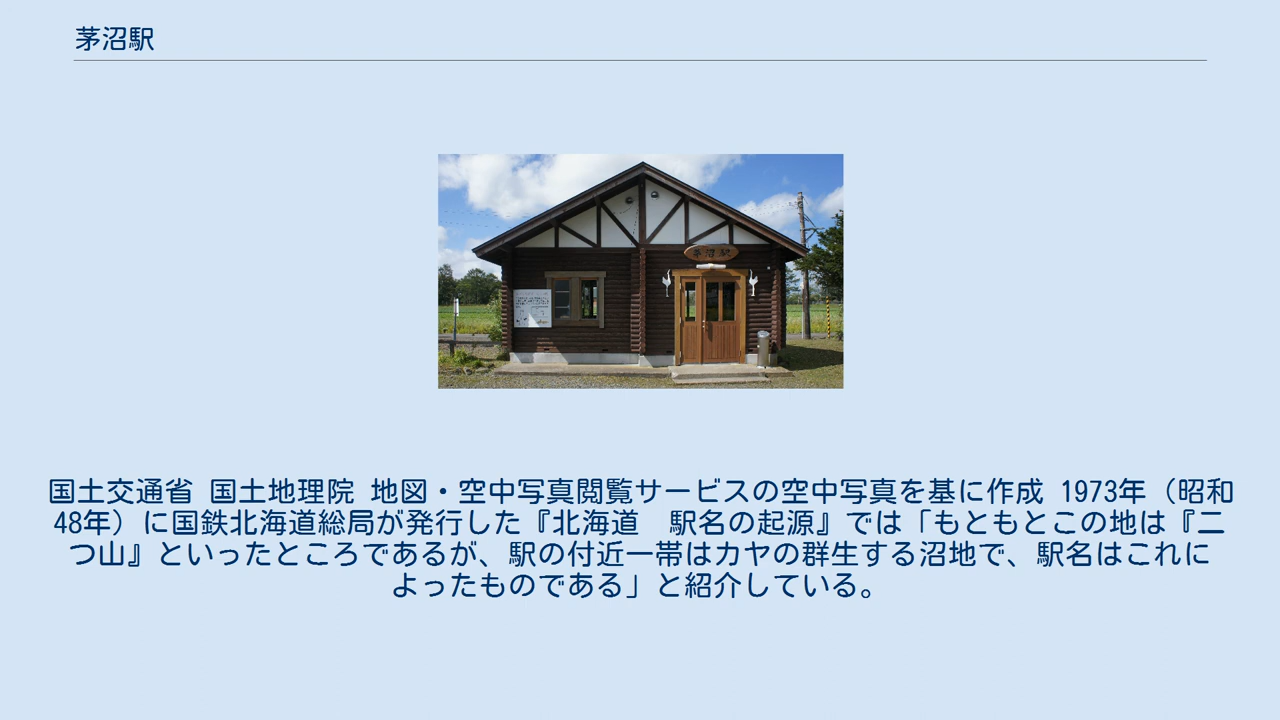 茅沼駅
茅沼駅
国土交通省 国土地理院 地図・空中写真閲覧サービスの空中写真を基に作成 1973年（昭和
48年）に国鉄北海道総局が発行した『北海道　駅名の起源』では「もともとこの地は『二
つ山』といったところであるが、駅の付近一帯はカヤの群生する沼地で、駅名はこれに
よったものである」と紹介している。